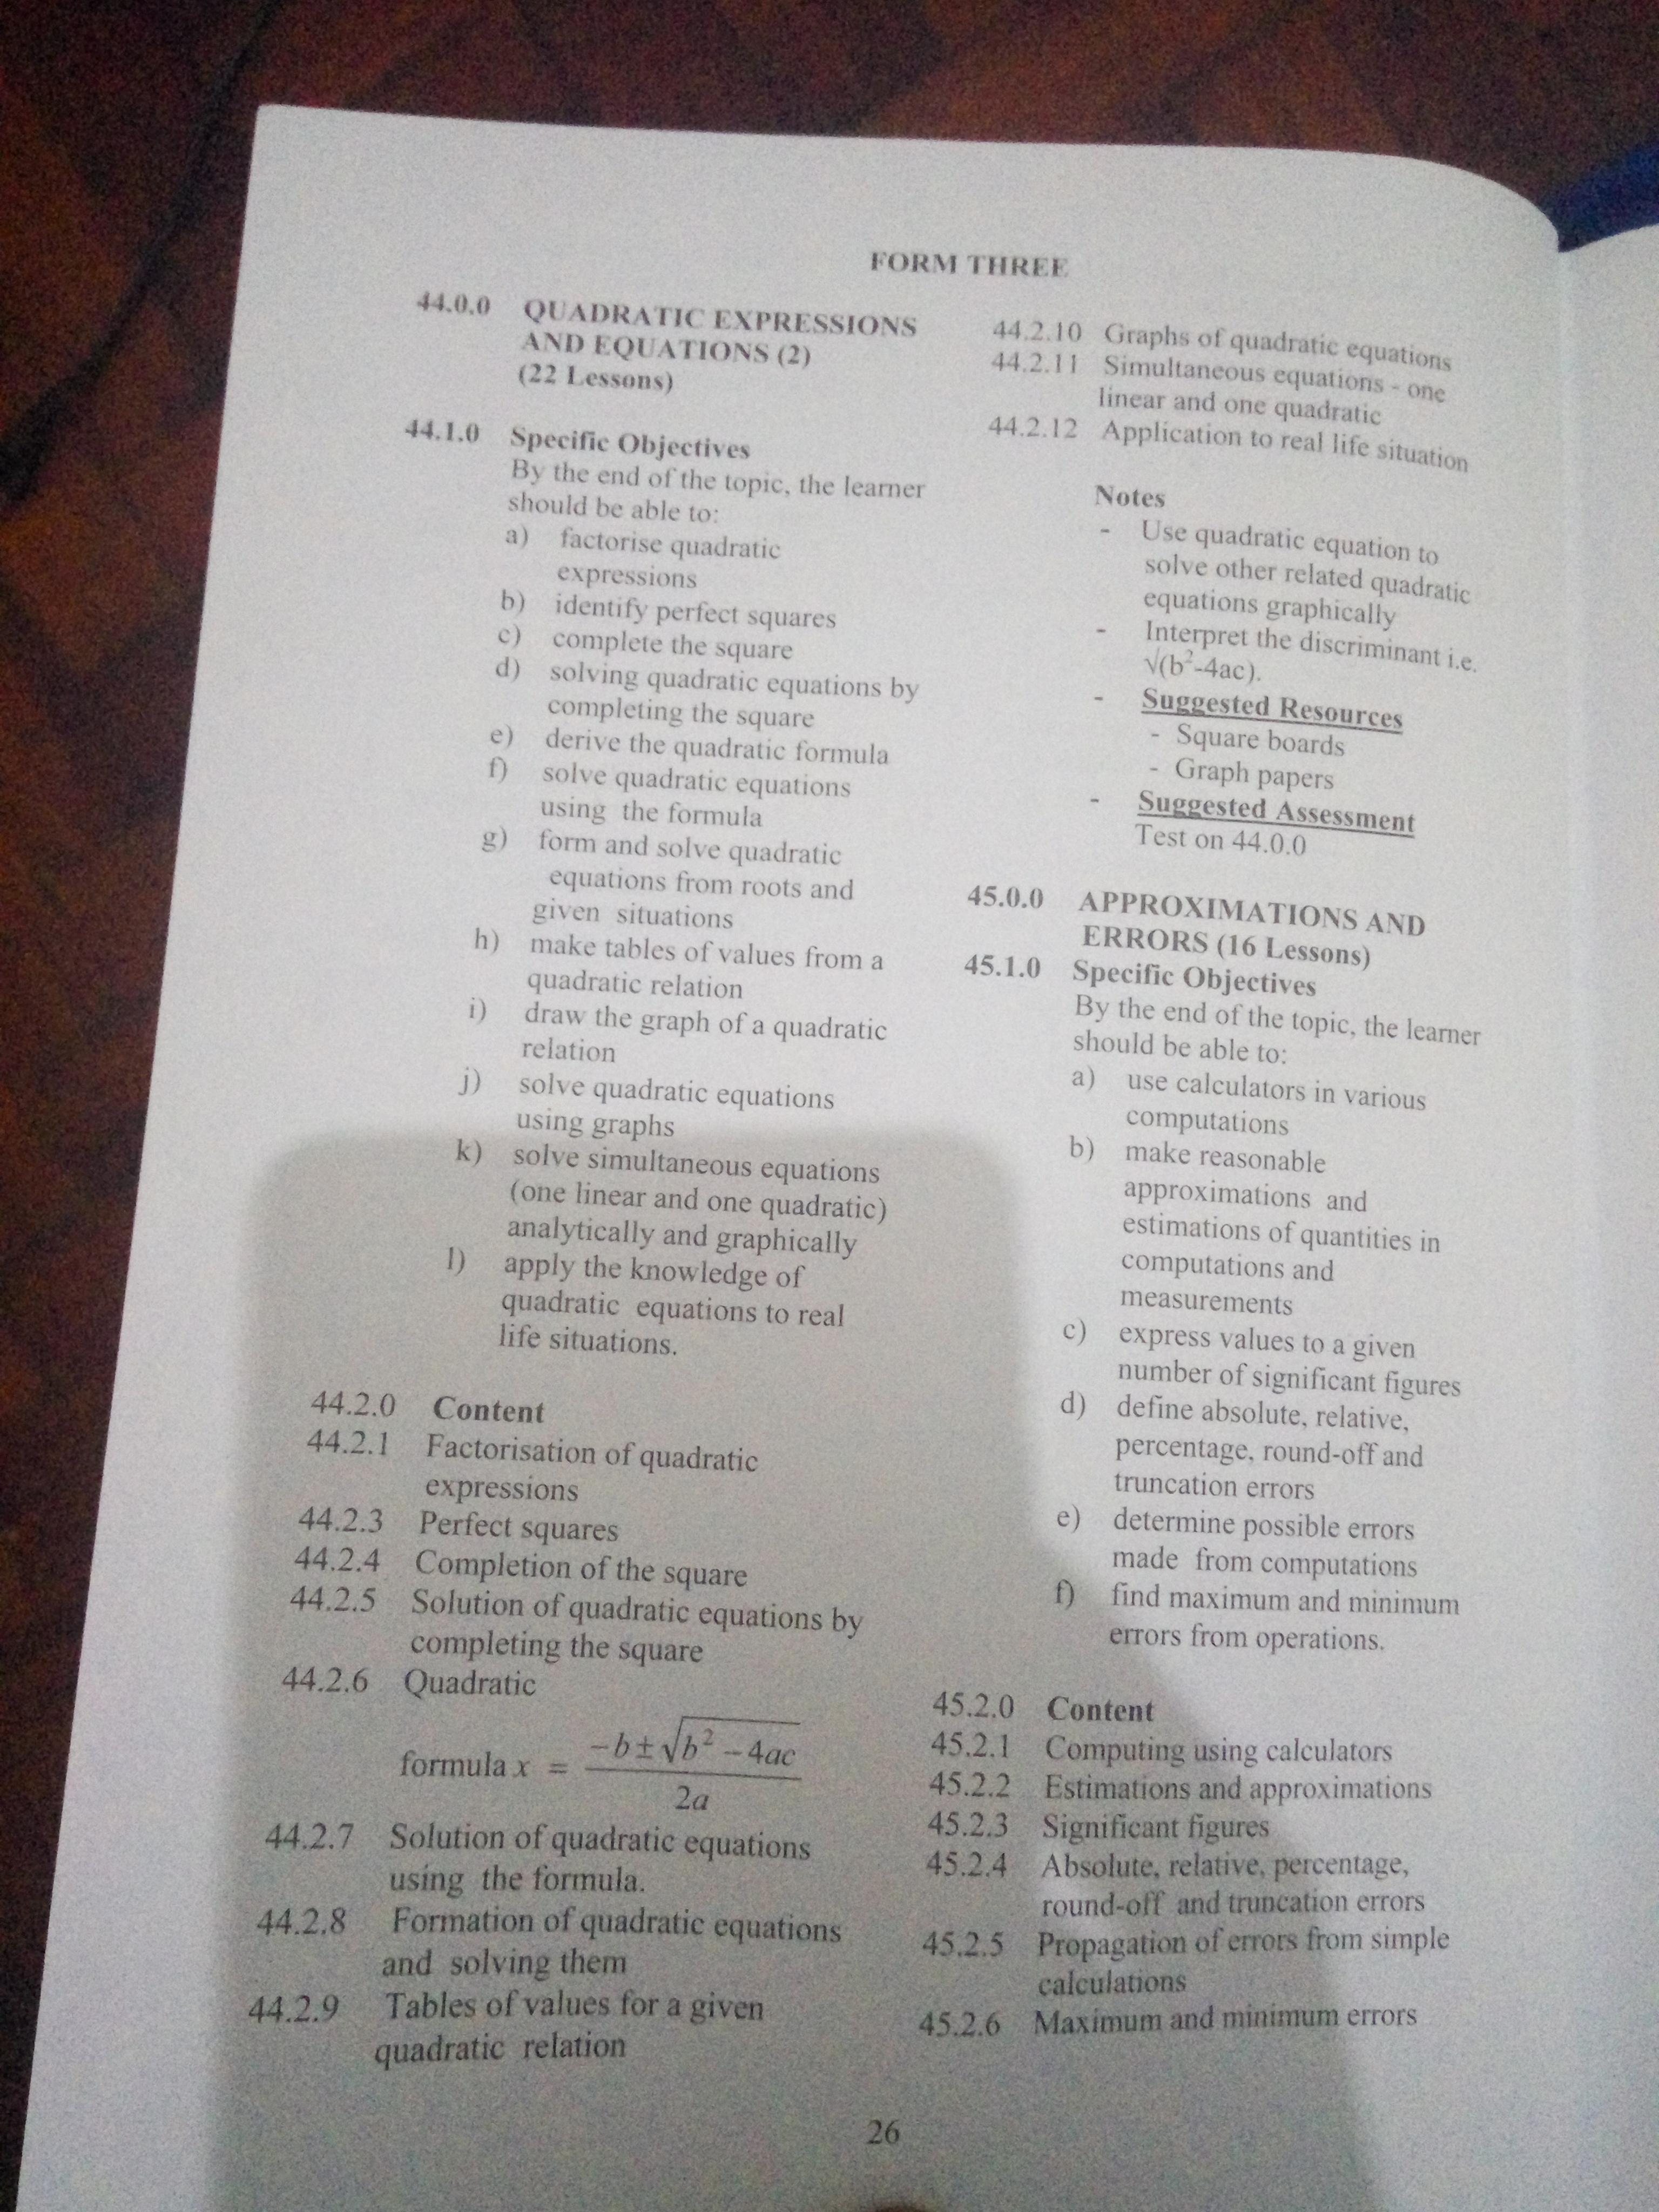 FORM THREE
44.0.0 QUADRATIC EXPRESSIONS
AND EQUATIONS (2)
(22 Lessons)
44.1.0 Specific Objectives
By the end of the topic, the learner
should be able to:
a) factorise quadratic
expressions
b) identify perfect squares
c) complete the square
d) solving quadratic equations by
completing the square
e) derive the quadratic formula
f) solve quadratic equations
using the formula
g) form and solve quadratic
equations from roots and
given situations
h) make tables of values from a
quadratic relation
i) draw the graph of a quadratic
relation
j) solve quadratic equations
using graphs
k) solve simultaneous equations
(one linear and one quadratic)
analytically and graphically
l) apply the knowledge of
quadratic equations to real
life situations.
44.2.0 Content
44.2.1 Factorisation of quadratic
expressions
44.2.3 Perfect squares
44.2.4 Completion of the square
44.2.5 Solution of quadratic equations by
completing the square
44.2.6 Quadratic
formula x = \frac{-b±√(b²-4ac)}{2a}
44.2.7 Solution of quadratic equations
using the formula.
44.2.8 Formation of quadratic equations
and solving them
44.2.9 Tables of values for a given
quadratic relation
44.2.10 Graphs of quadratic equations
44.2.11 Simultaneous equations - one
linear and one quadratic
44.2.12 Application to real life situation
Notes
- Use quadratic equation to
solve other related quadratic
equations graphically
- Interpret the discriminant i.e.
√(b²-4ac).
- Suggested Resources
- Square boards
- Graph papers
- Suggested Assessment
Test on 44.0.0
45.0.0 APPROXIMATIONS AND
ERRORS (16 Lessons)
45.1.0 Specific Objectives
By the end of the topic, the learner
should be able to:
a) use calculators in various
computations
b) make reasonable
approximations and
estimations of quantities in
computations and
measurements
c) express values to a given
number of significant figures
d) define absolute, relative,
percentage, round-off and
truncation errors
e) determine possible errors
made from computations
f) find maximum and minimum
errors from operations.
45.2.0 Content
45.2.1 Computing using calculators
45.2.2 Estimations and approximations
45.2.3 Significant figures
45.2.4 Absolute, relative, percentage,
round-off and truncation errors
45.2.5 Propagation of errors from simple
calculations
45.2.6 Maximum and minimum errors
26